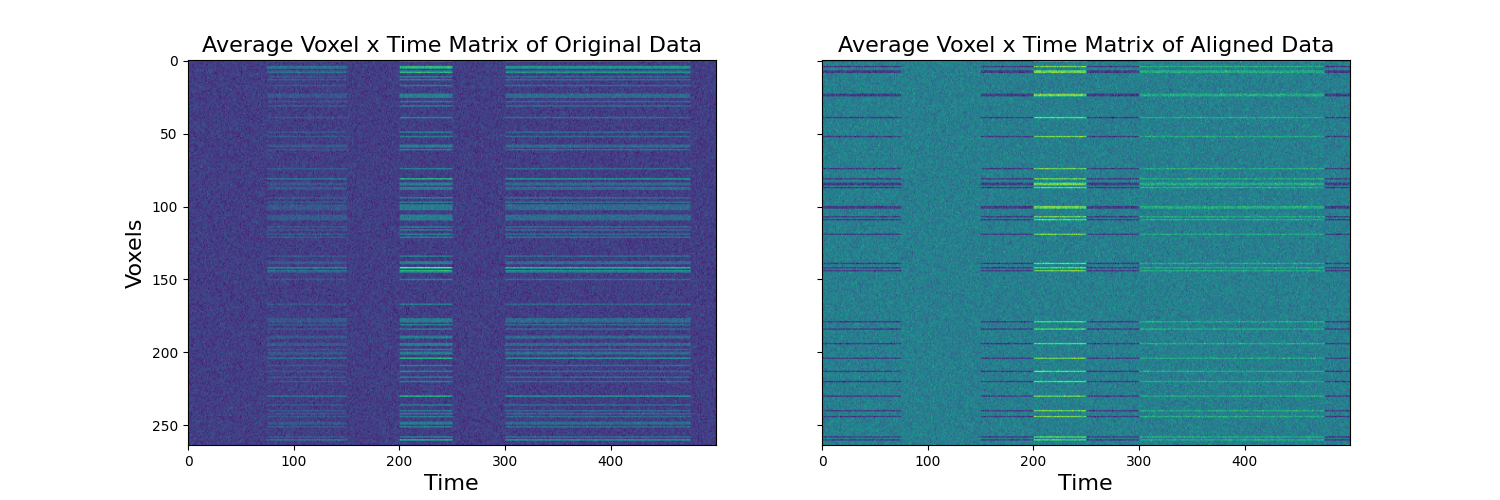 Average Voxel x Time Matrix of Original Data
Average Voxel x Time Matrix of Aligned Data
Voxels
0
50
100
150
200
250
0 100 200 300 400
0 100 200 300 400
Time
Time